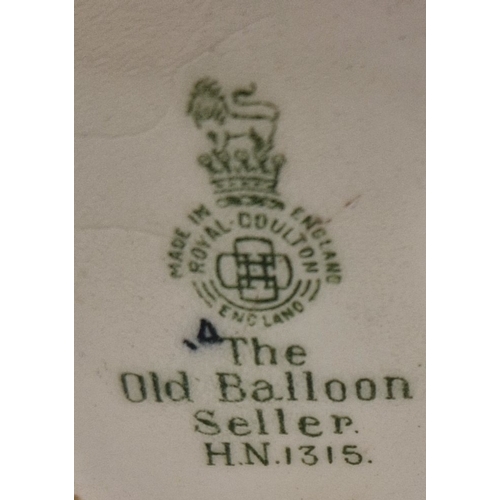 MADE IN ENGLAND
ROYAL·DOULTON
ENGLAND
The
Old Balloon
Seller.
H.N.1315.